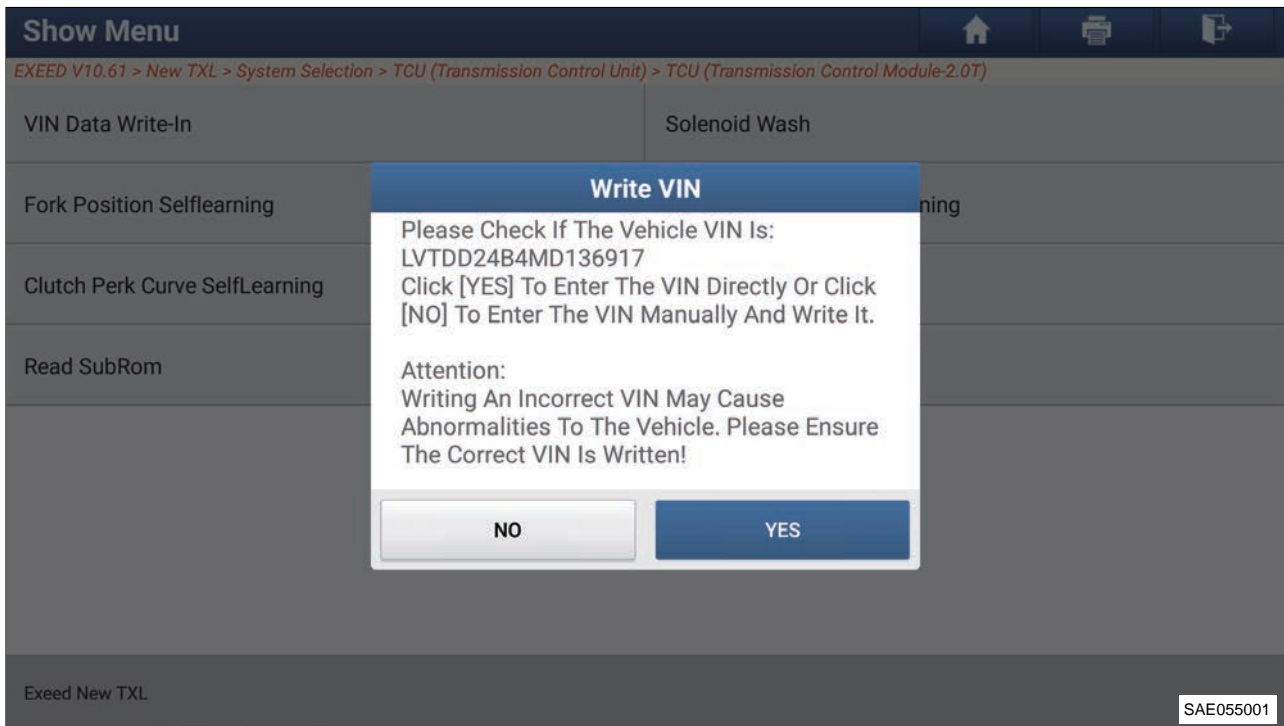 Show Menu
EXEED V10.61 > New TXL > System Selection > TCU (Transmission Control Unit) > TCU (Transmission Control Module-2.0T)
VIN Data Write-In
Solenoid Wash
Fork Position Selflearning
ning
Clutch Perk Curve SelfLearning
Read SubRom
Write VIN
Please Check If The Vehicle VIN Is:
LVTDD24B4MD136917
Click [YES] To Enter The VIN Directly Or Click
[NO] To Enter The VIN Manually And Write It.
Attention:
Writing An Incorrect VIN May Cause
Abnormalities To The Vehicle. Please Ensure
The Correct VIN Is Written!
NO
YES
Exeed New TXL
SAE055001